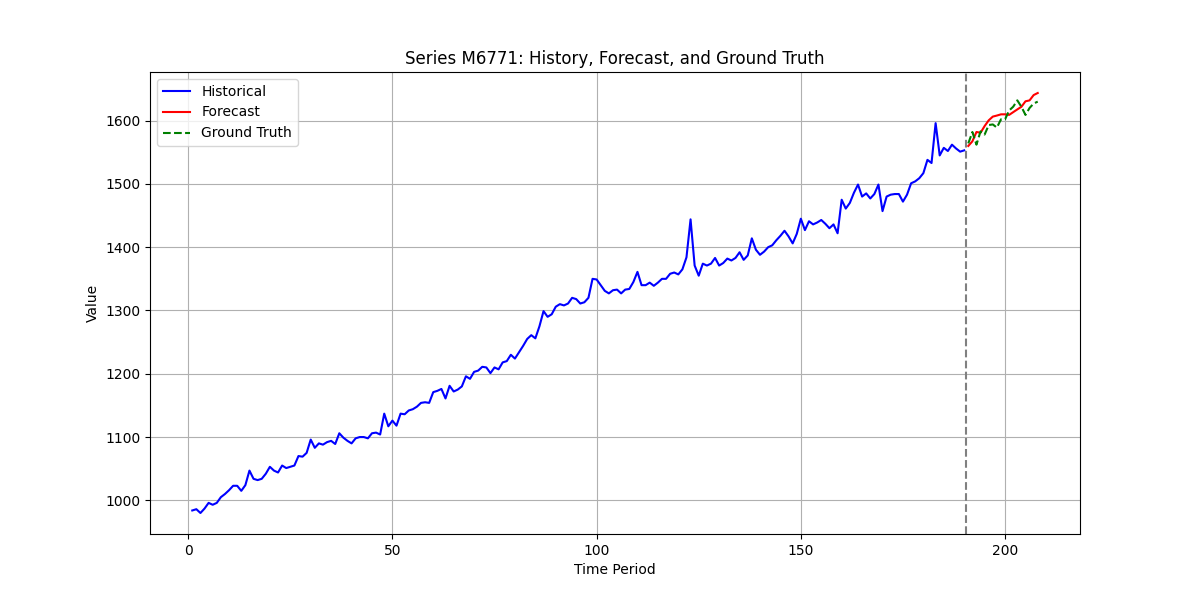 Series M6771: History, Forecast, and Ground Truth
Historical
Forecast
Ground Truth
1600
1500
1400
1300
1200
1100
1000
Value
0
50
100
150
200
Time Period